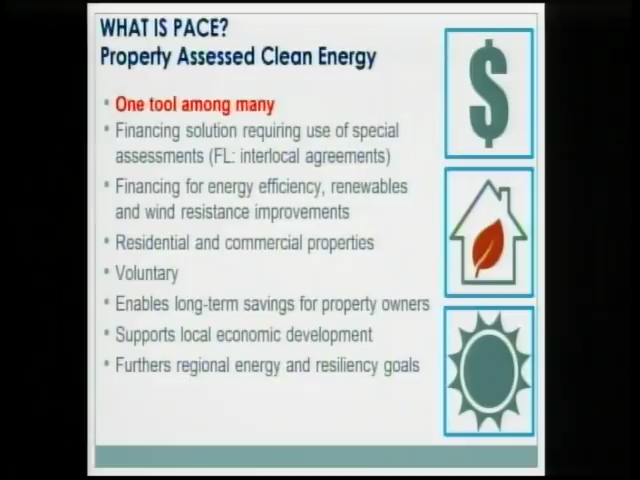 WHAT IS PACE?
Property Assessed Clean Energy
• One tool among many
• Financing solution requiring use of special
assessments (FL: interlocal agreements)
• Financing for energy efficiency, renewables
and wind resistance improvements
• Residential and commercial properties
• Voluntary
• Enables long-term savings for property owners
• Supports local economic development
• Furthers regional energy and resiliency goals
$